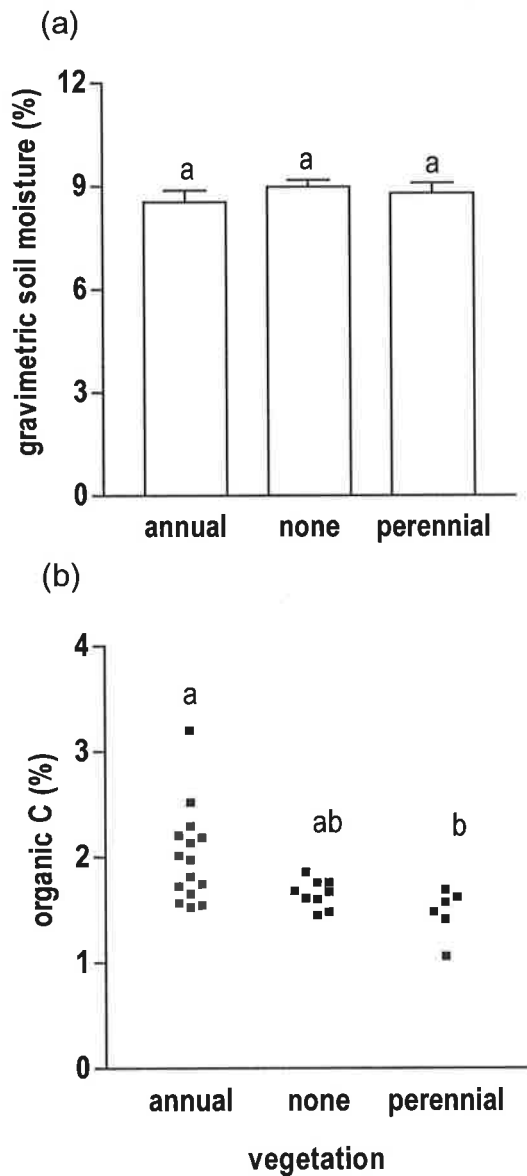 (a)
gravimetric soil moisture (%)
12
9
6
3
0
a
a
a
annual
none
perennial
(b)
organic C (%)
4
3
2
1
0
a
ab
b
annual
none
perennial
vegetation